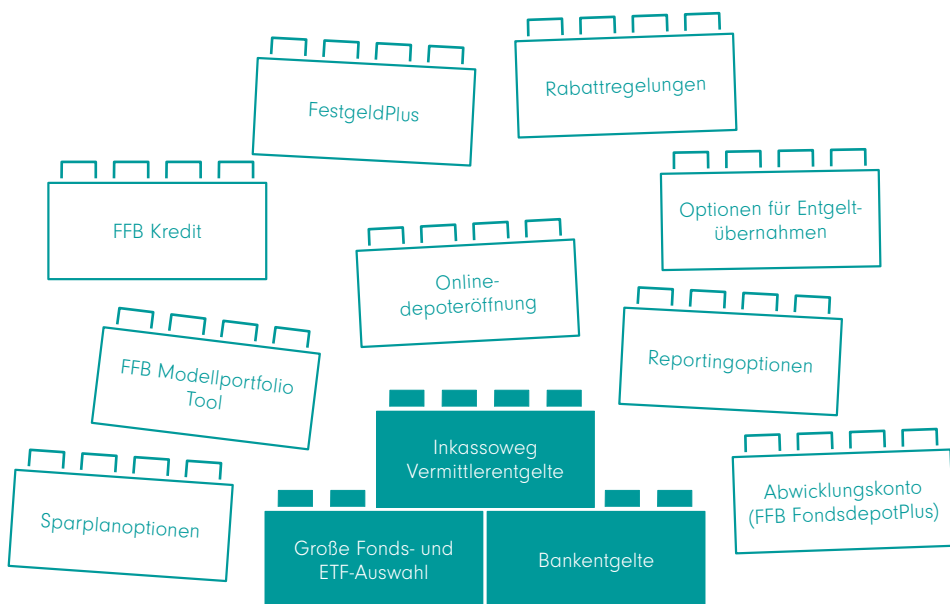 Rabattregelungen
FestgeldPlus
FFB Kredit
Optionen für Entgelt-
übernahmen
Online-
depoteröffnung
Reportingoptionen
FFB Modellportfolio
Tool
Inkassoweg
Vermittlerentgelte
Sparplanoptionen
Abwicklungskonto
(FFB FondsdepotPlus)
Große Fonds- und
ETF-Auswahl
Bankentgelte